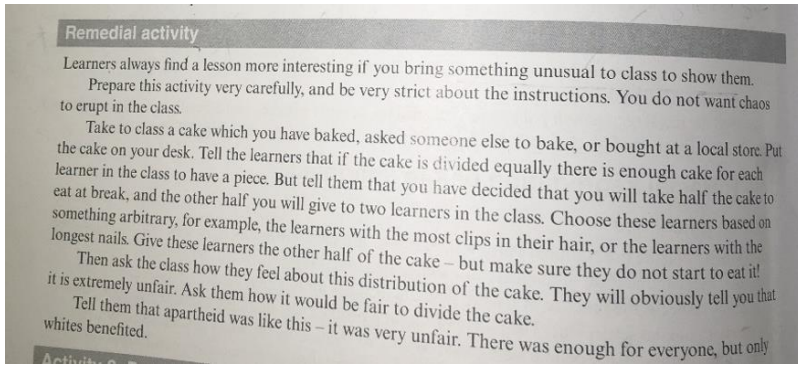 Remedial activity
Learners always find a lesson more interesting if you bring something unusual to class to show them.
Prepare this activity very carefully, and be very strict about the instructions. You do not want chaos
to erupt in the class.
Take to class a cake which you have baked, asked someone else to bake, or bought at a local store. Put
the cake on your desk. Tell the learners that if the cake is divided equally there is enough cake for each
learner in the class to have a piece. But tell them that you have decided that you will take half the cake to
eat at break, and the other half you will give to two learners in the class. Choose these learners based on
something arbitrary, for example, the learners with the most clips in their hair, or the learners with the
longest nails. Give these learners the other half of the cake – but make sure they do not start to eat it!
Then ask the class how they feel about this distribution of the cake. They will obviously tell you that
it is extremely unfair. Ask them how it would be fair to divide the cake.
Tell them that apartheid was like this – it was very unfair. There was enough for everyone, but only
whites benefited.
Activity